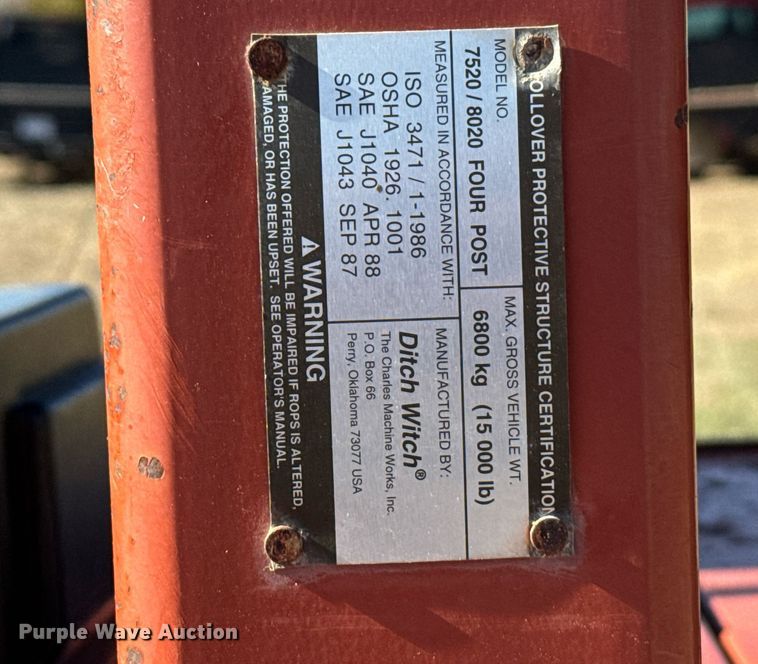 ROLLOVER PROTECTIVE STRUCTURE CERTIFICATION
MODEL NO.
7520 / 8020 FOUR POST
MAX. GROSS VEHICLE WT.
6800 kg (15 000 lb)
MEASURED IN ACCORDANCE WITH:
ISO 3471 / 1-1986
OSHA 1926. 1001
SAE J1040 APR 88
SAE J1043 SEP 87
MANUFACTURED BY:
Ditch Witch®
The Charles Machine Works, Inc.
P.O. Box 66
Perry, Oklahoma 73077 USA
WARNING
THE PROTECTION OFFERED WILL BE IMPAIRED IF ROPS IS ALTERED,
DAMAGED, OR HAS BEEN UPSET. SEE OPERATOR'S MANUAL.
Purple Wave Auction